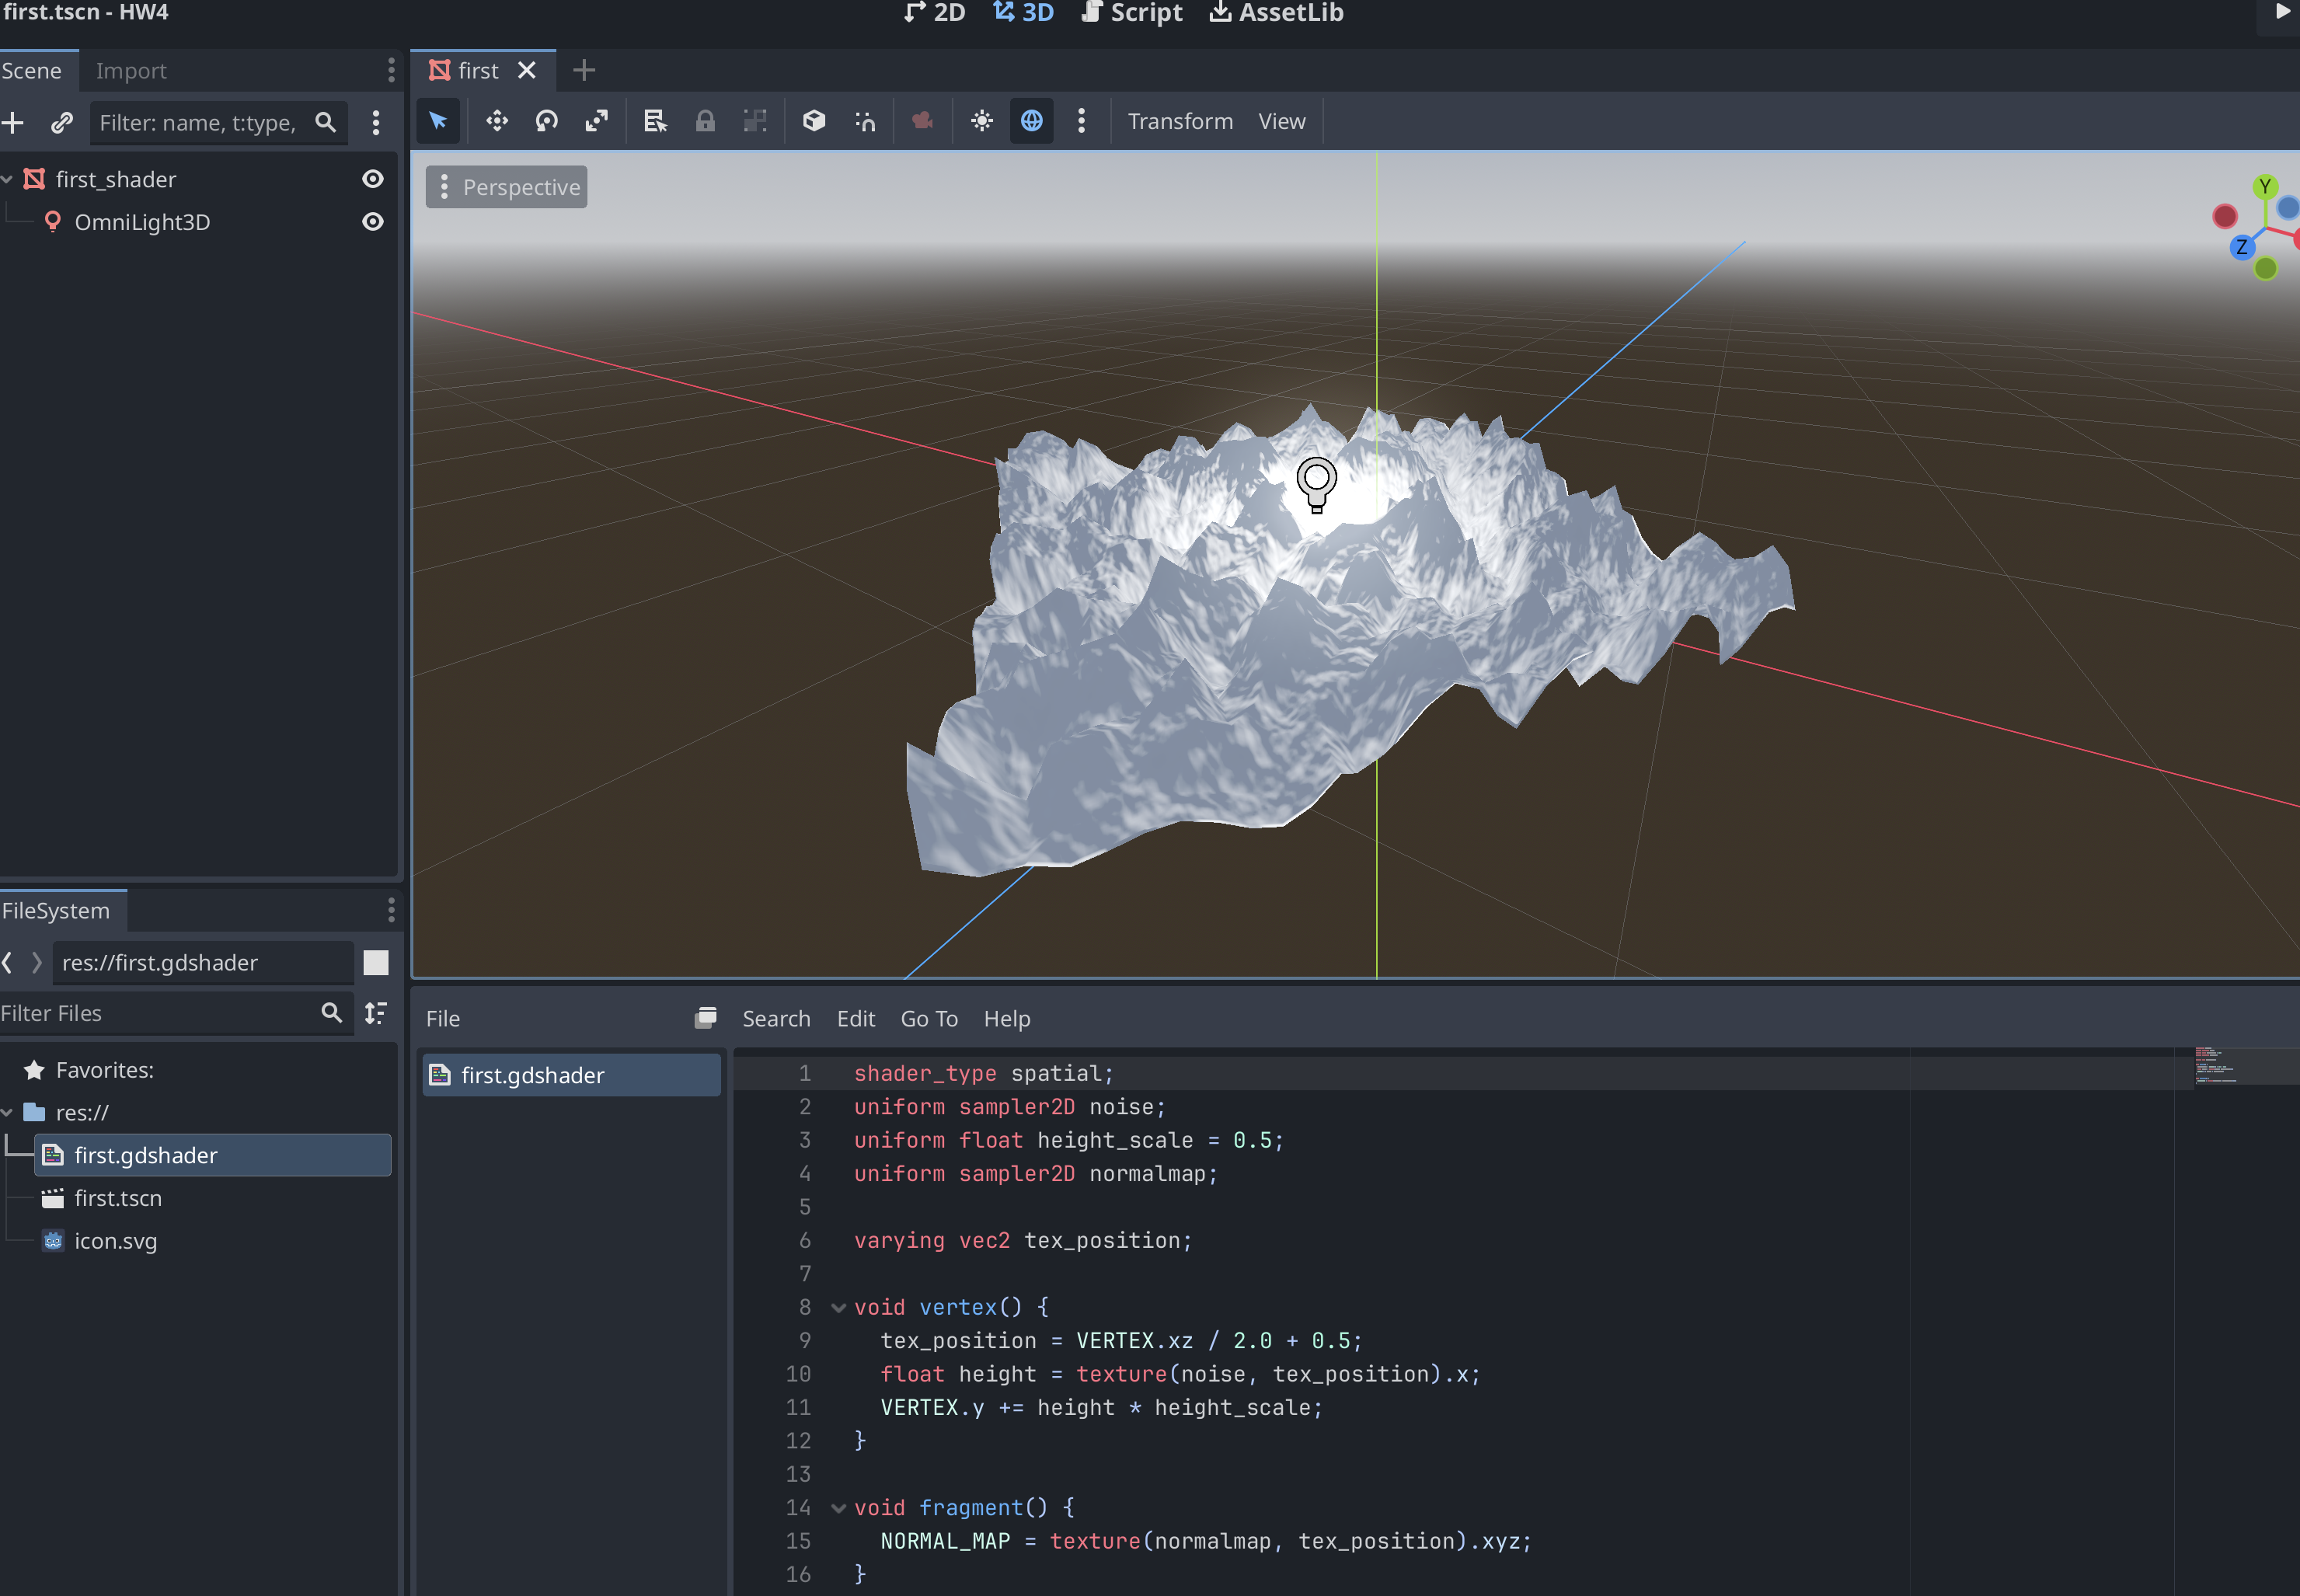 first.tscn - HW4
2D 3D Script AssetLib
Scene Import
first
Filter: name, t:type,
Transform View
first_shader
OmniLight3D
Perspective
Y
Z
FileSystem
res://first.gdshader
Filter Files
Favorites:
res://
first.gdshader
first.tscn
icon.svg
File Search Edit Go To Help
first.gdshader
1 shader_type spatial;
2 uniform sampler2D noise;
3 uniform float height_scale = 0.5;
4 uniform sampler2D normalmap;
5
6 varying vec2 tex_position;
7
8 void vertex() {
9 tex_position = VERTEX.xz / 2.0 + 0.5;
10 float height = texture(noise, tex_position).x;
11 VERTEX.y += height * height_scale;
12 }
13
14 void fragment() {
15 NORMAL_MAP = texture(normalmap, tex_position).xyz;
16 }